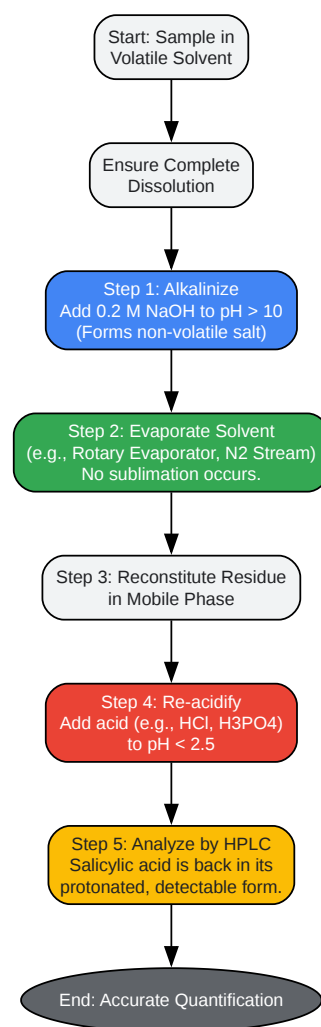 Start: Sample in
Volatile Solvent
Ensure Complete
Dissolution
Step 1: Alkalinize
Add 0.2 M NaOH to pH > 10
(Forms non-volatile salt)
Step 2: Evaporate Solvent
(e.g., Rotary Evaporator, N2 Stream)
No sublimation occurs.
Step 3: Reconstitute Residue
in Mobile Phase
Step 4: Re-acidify
Add acid (e.g., HCl, H3PO4)
to pH < 2.5
Step 5: Analyze by HPLC
Salicylic acid is back in its
protonated, detectable form.
End: Accurate Quantification